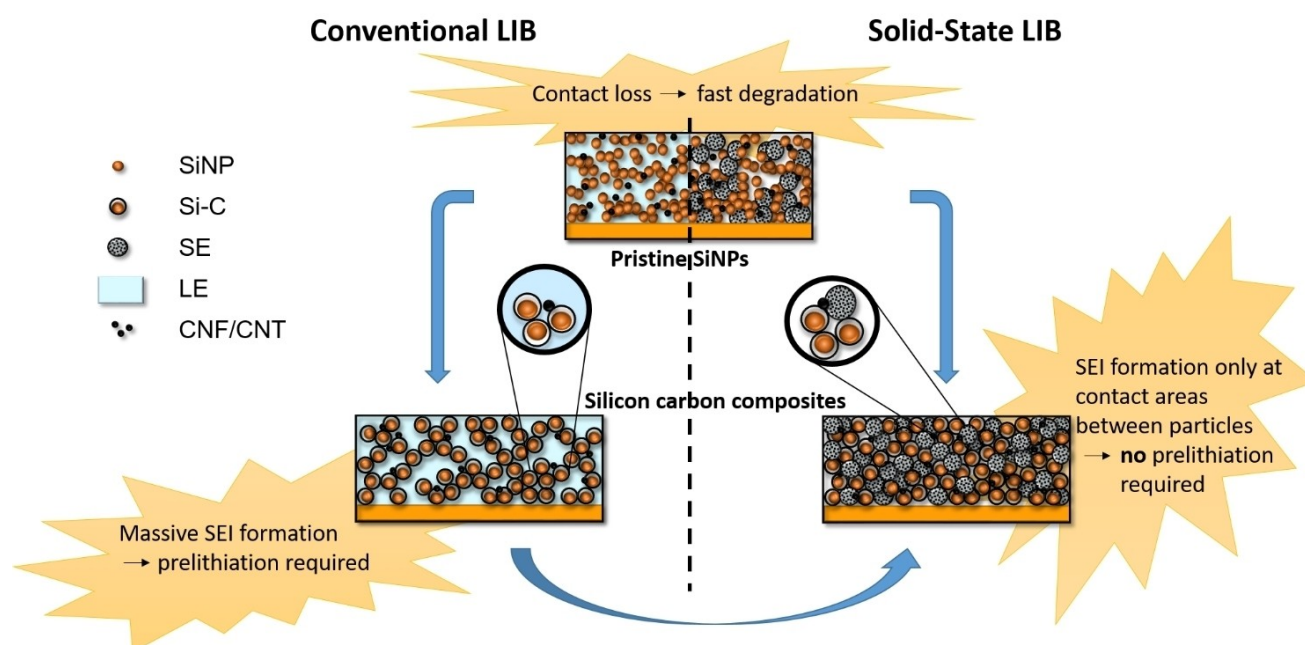 Conventional LIB
Solid-State LIB
Contact loss → fast degradation
SiNP
Si-C
SE
LE
CNF/CNT
Pristine SiNPs
Silicon carbon composites
SEI formation only at
contact areas
between particles
→ no prelithiation
required
Massive SEI formation
→ prelithiation required